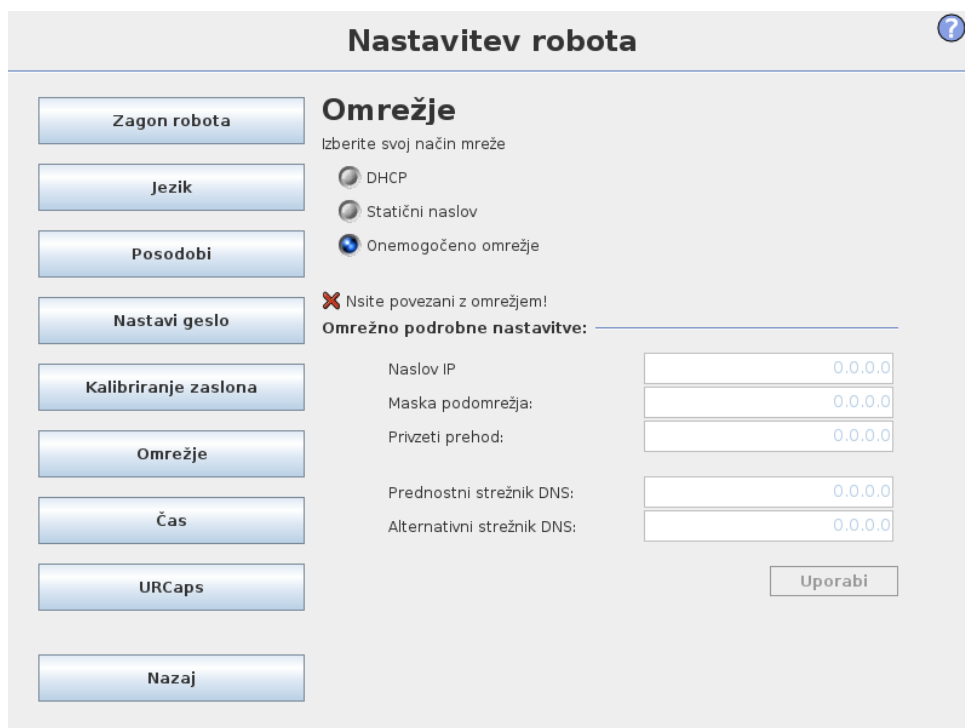 Nastavitev robota
?
Zagon robota
Jezik
Posodobi
Nastavi geslo
Kalibriranje zaslona
Omrežje
Čas
URCaps
Nazaj
Omrežje
Izberite svoj način mreže
DHCP
Statični naslov
Onemogočeno omrežje
Nsite povezani z omrežjem!
Omrežno podrobne nastavitve:
Naslov IP 0.0.0.0
Maska podomrežja: 0.0.0.0
Privzeti prehod: 0.0.0.0
Prednostni strežnik DNS: 0.0.0.0
Alternativni strežnik DNS: 0.0.0.0
Uporabi